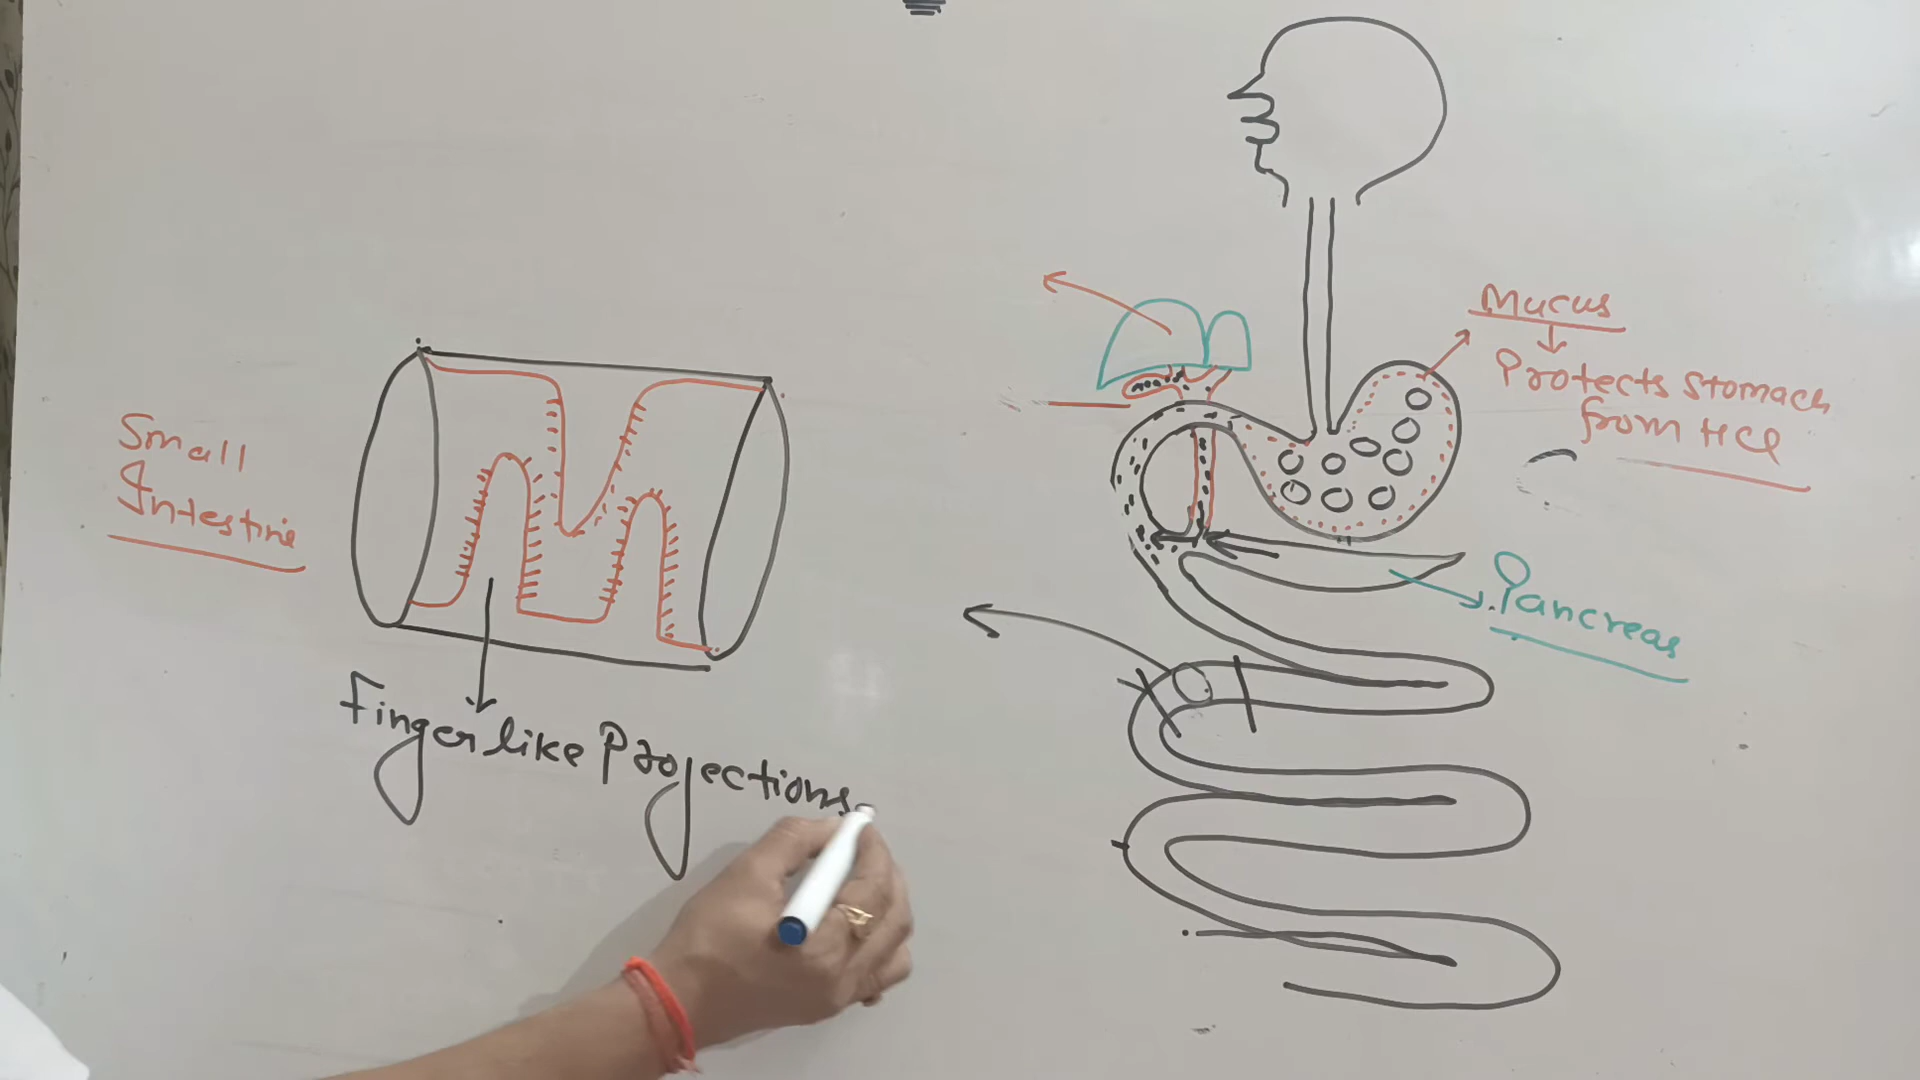 Small
Intestine
Finger like Projections
Mucus
Protects Stomach
from HCl
Pancreas